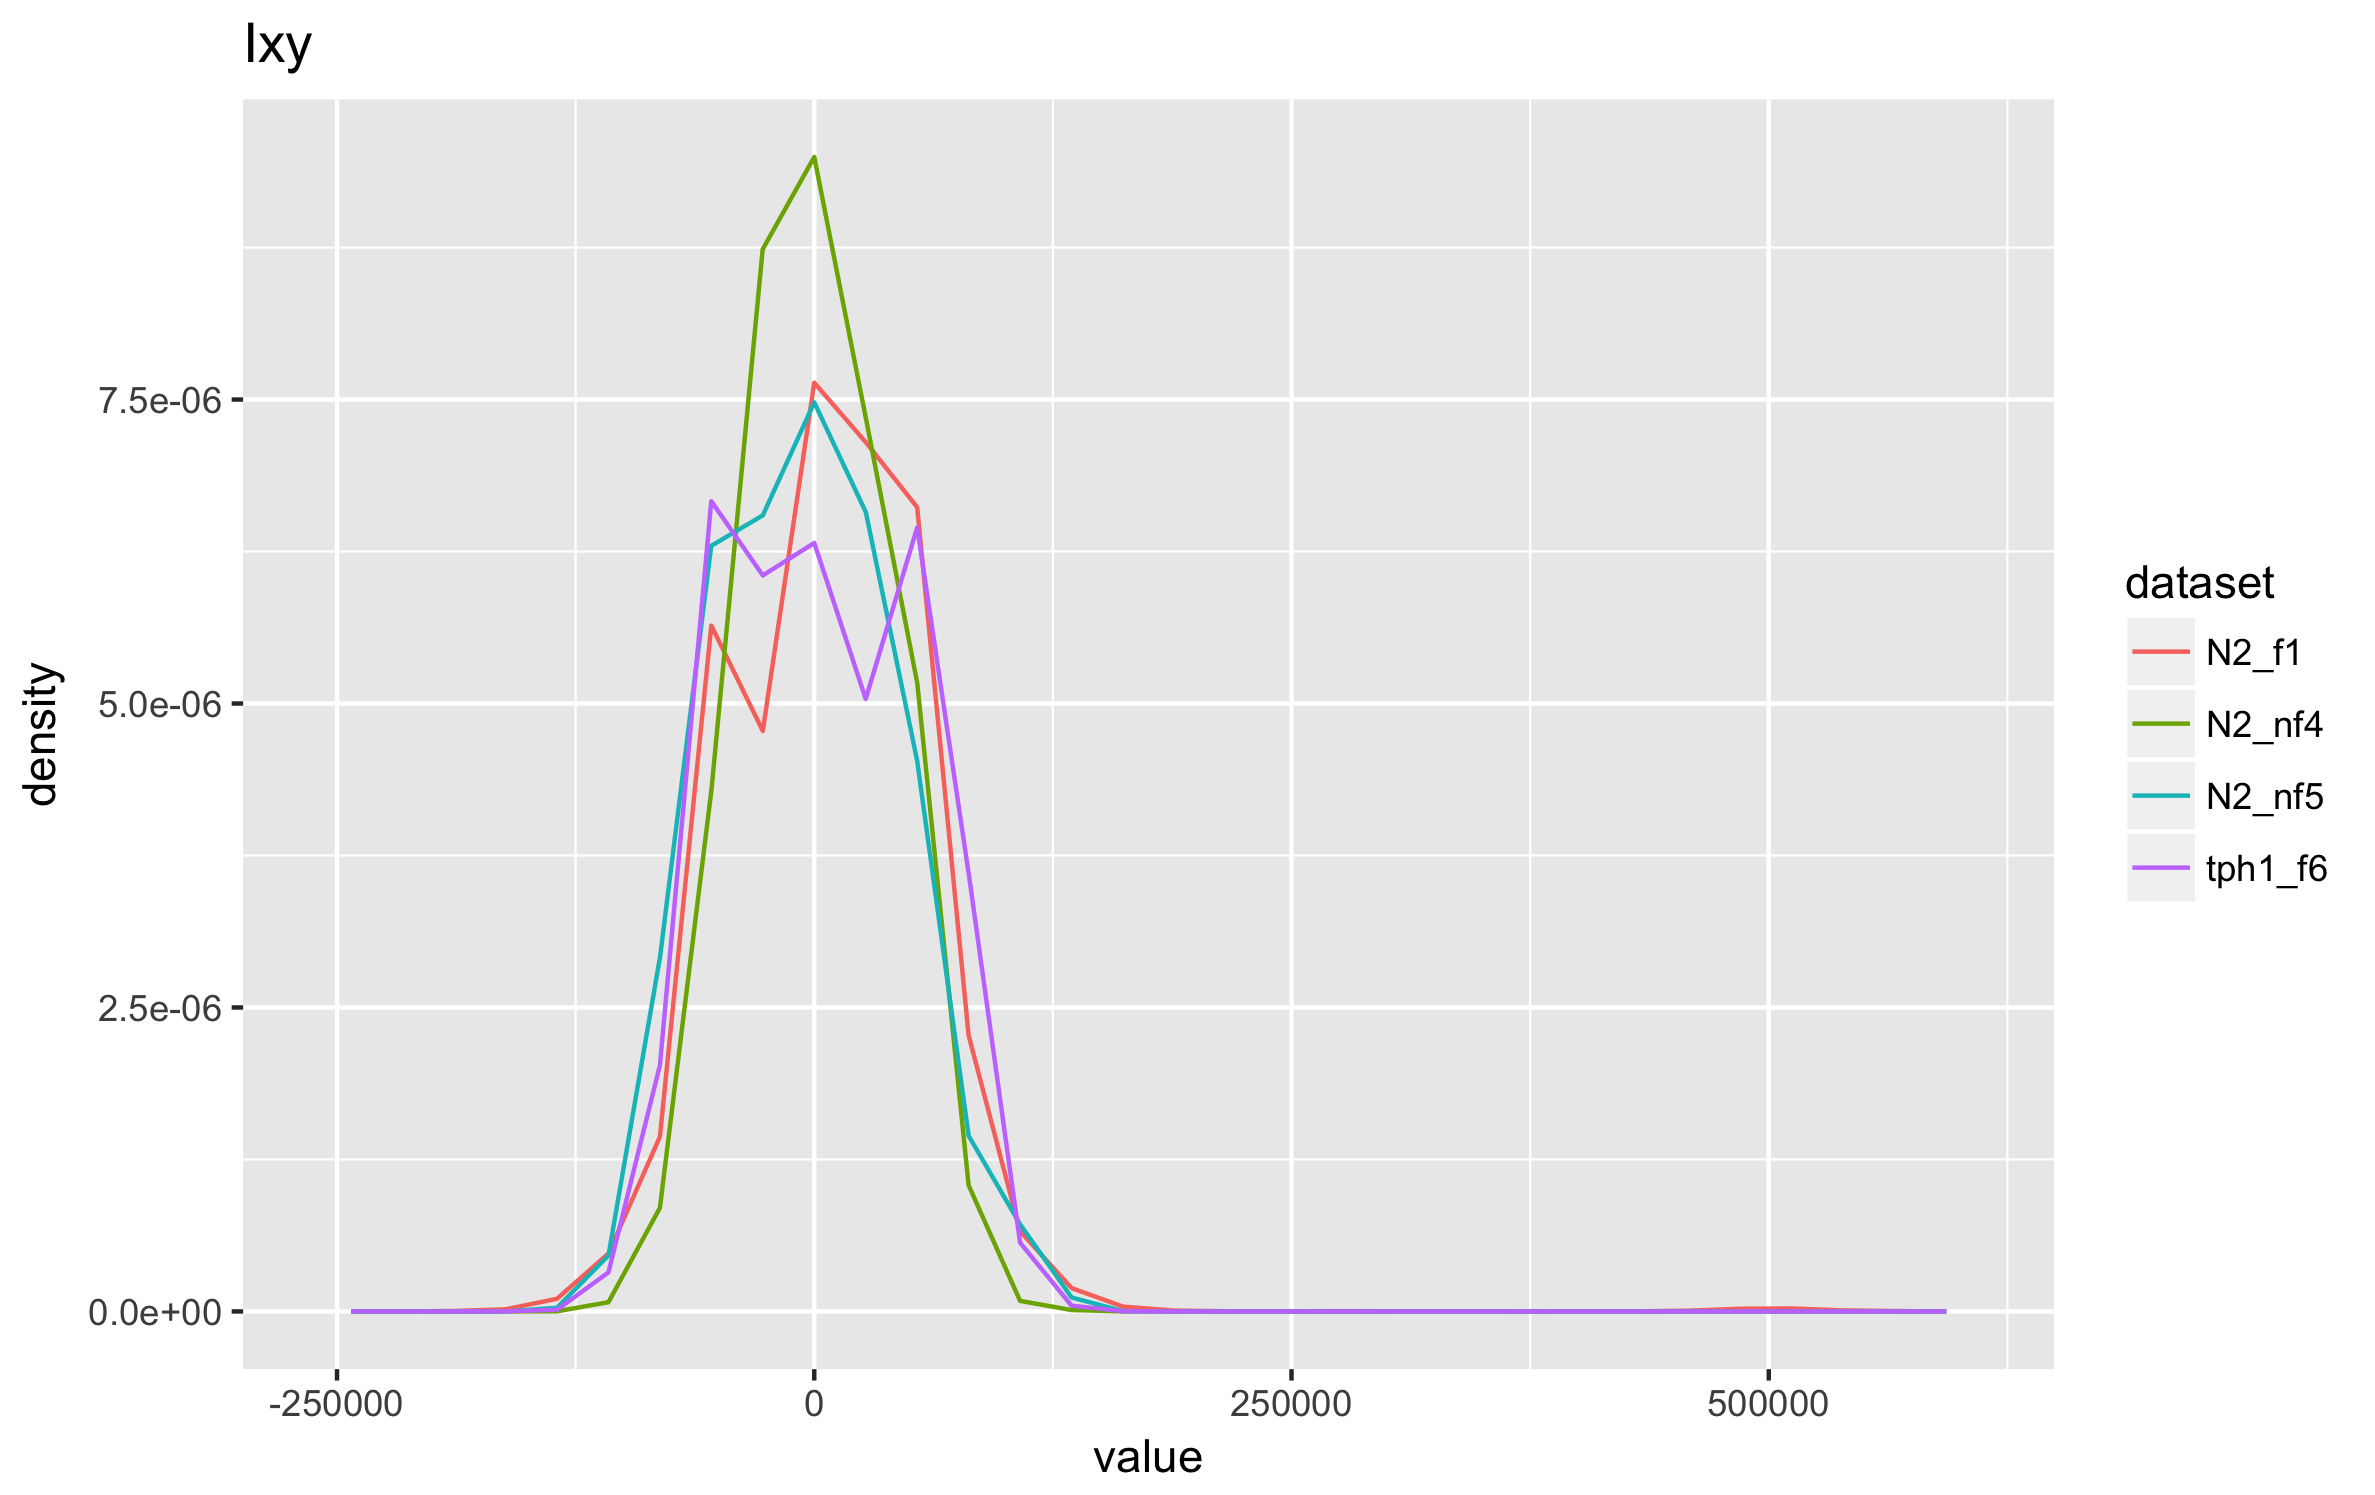 Ixy
density
7.5e-06
5.0e-06
2.5e-06
0.0e+00
-250000
0
250000
500000
value
dataset
N2_f1
N2_nf4
N2_nf5
tph1_f6